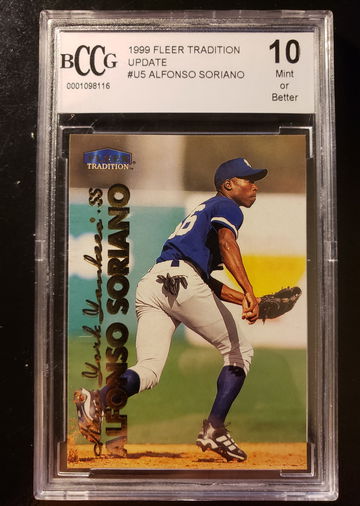 BCCG
0001098116
1999 FLEER TRADITION
UPDATE
#U5 ALFONSO SORIANO
10
Mint
or
Better
TRADITION
York Yankees • SS
ALFONSO SORIANO